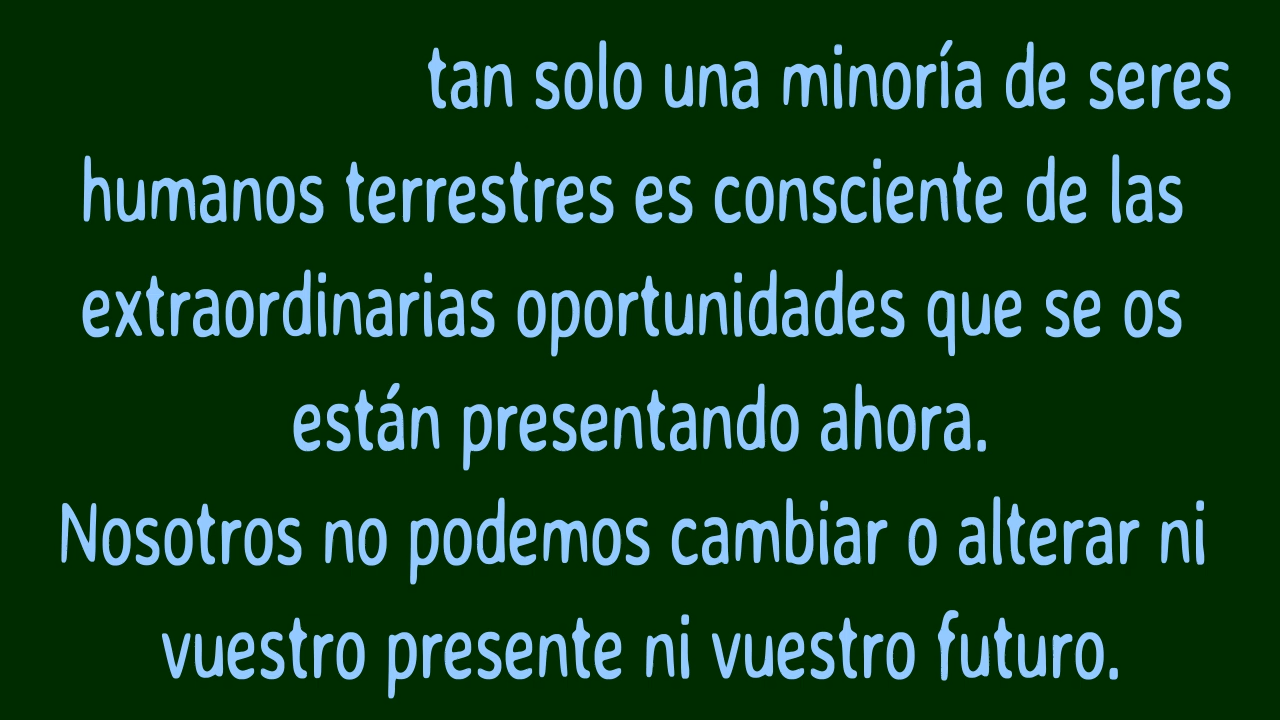 tan solo una minoría de seres
humanos terrestres es consciente de las
extraordinarias oportunidades que se os
están presentando ahora.
Nosotros no podemos cambiar o alterar ni
vuestro presente ni vuestro futuro.